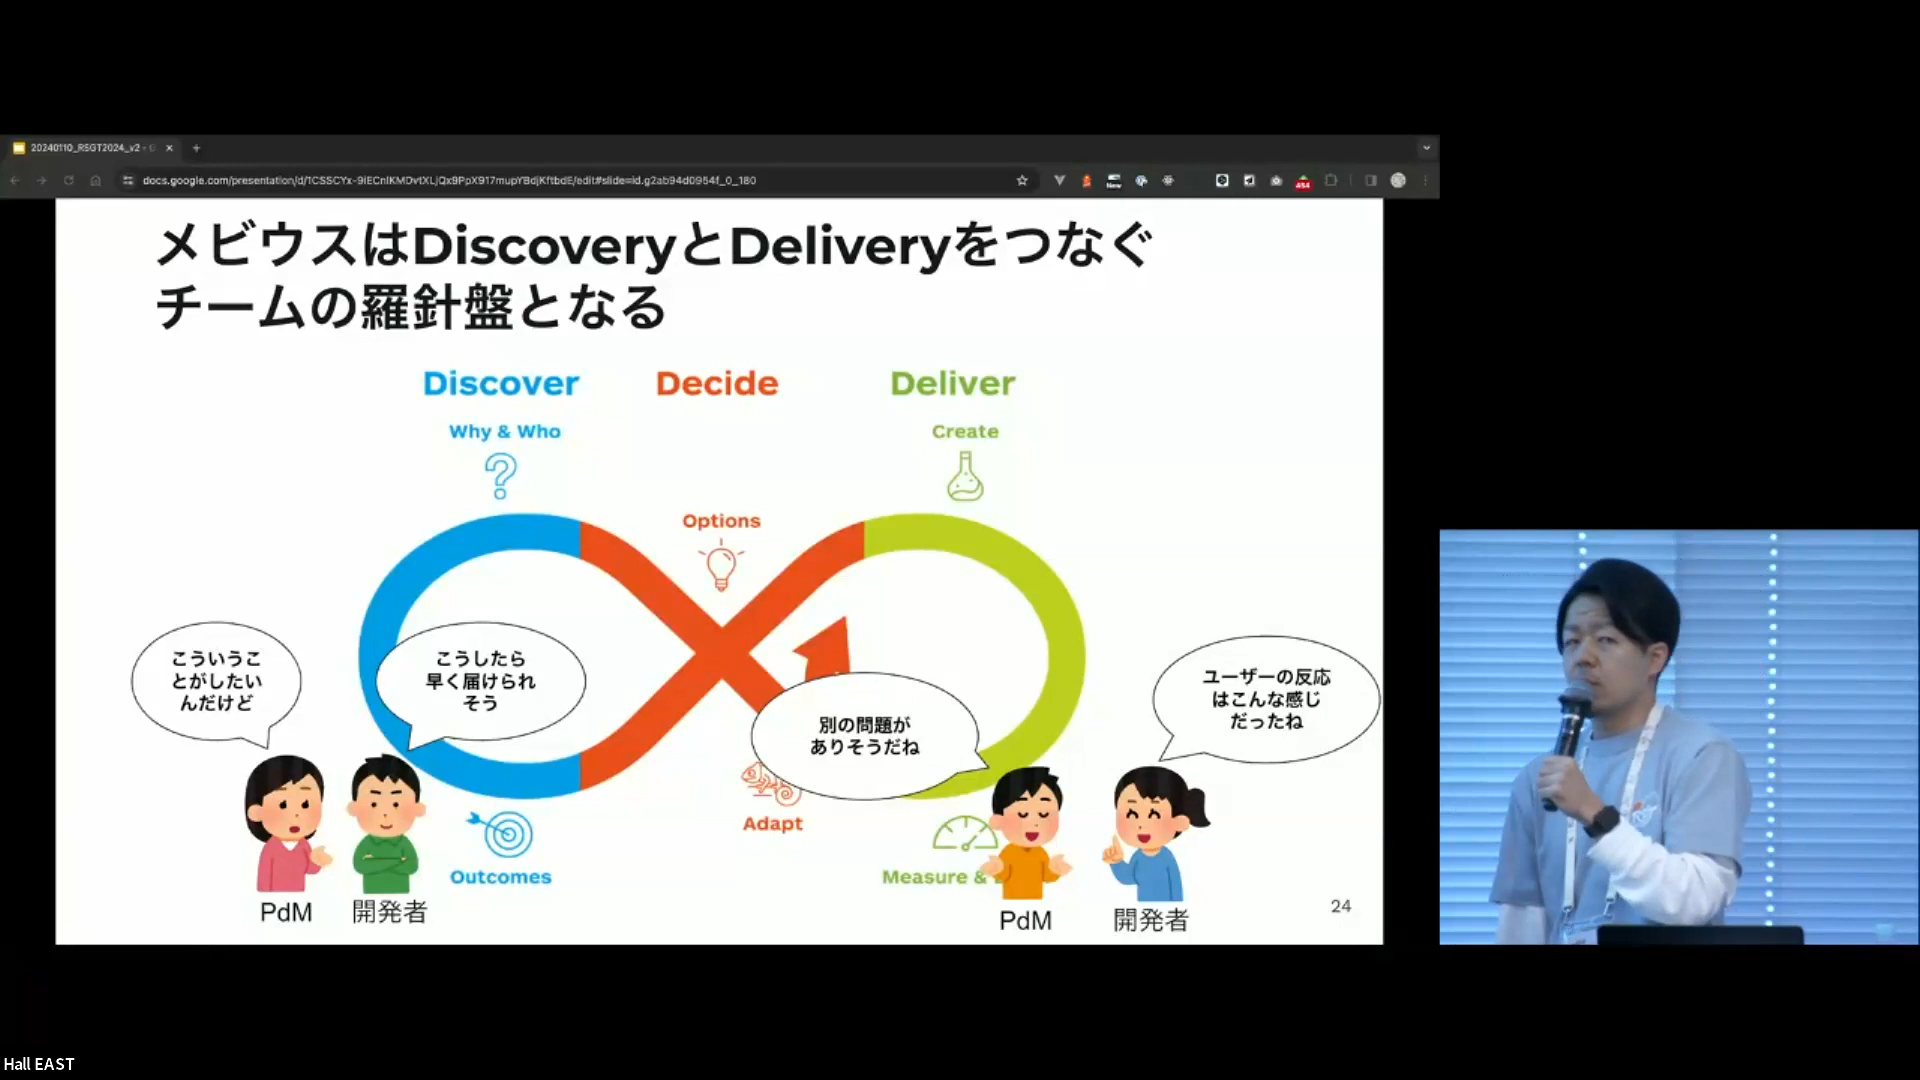 20240110_RSGT2024_v2 - G
docs.google.com/presentation/d/1CSSCYx-9iECnlKMDvtXLjQx9PpX917mupYBdjKftbdE/edit#slide=id.g2ab94d0954f_0_180
New
454
メビウスはDiscoveryとDeliveryをつなぐ
チームの羅針盤となる
Discover
Decide
Deliver
Why & Who
Create
Options
こういうこ
とがしたい
んだけど
こうしたら
早く届けられ
そう
別の問題が
ありそうだね
ユーザーの反応
はこんな感じ
だったね
Adapt
Outcomes
Measure &
PdM
開発者
PdM
開発者
24
Hall EAST